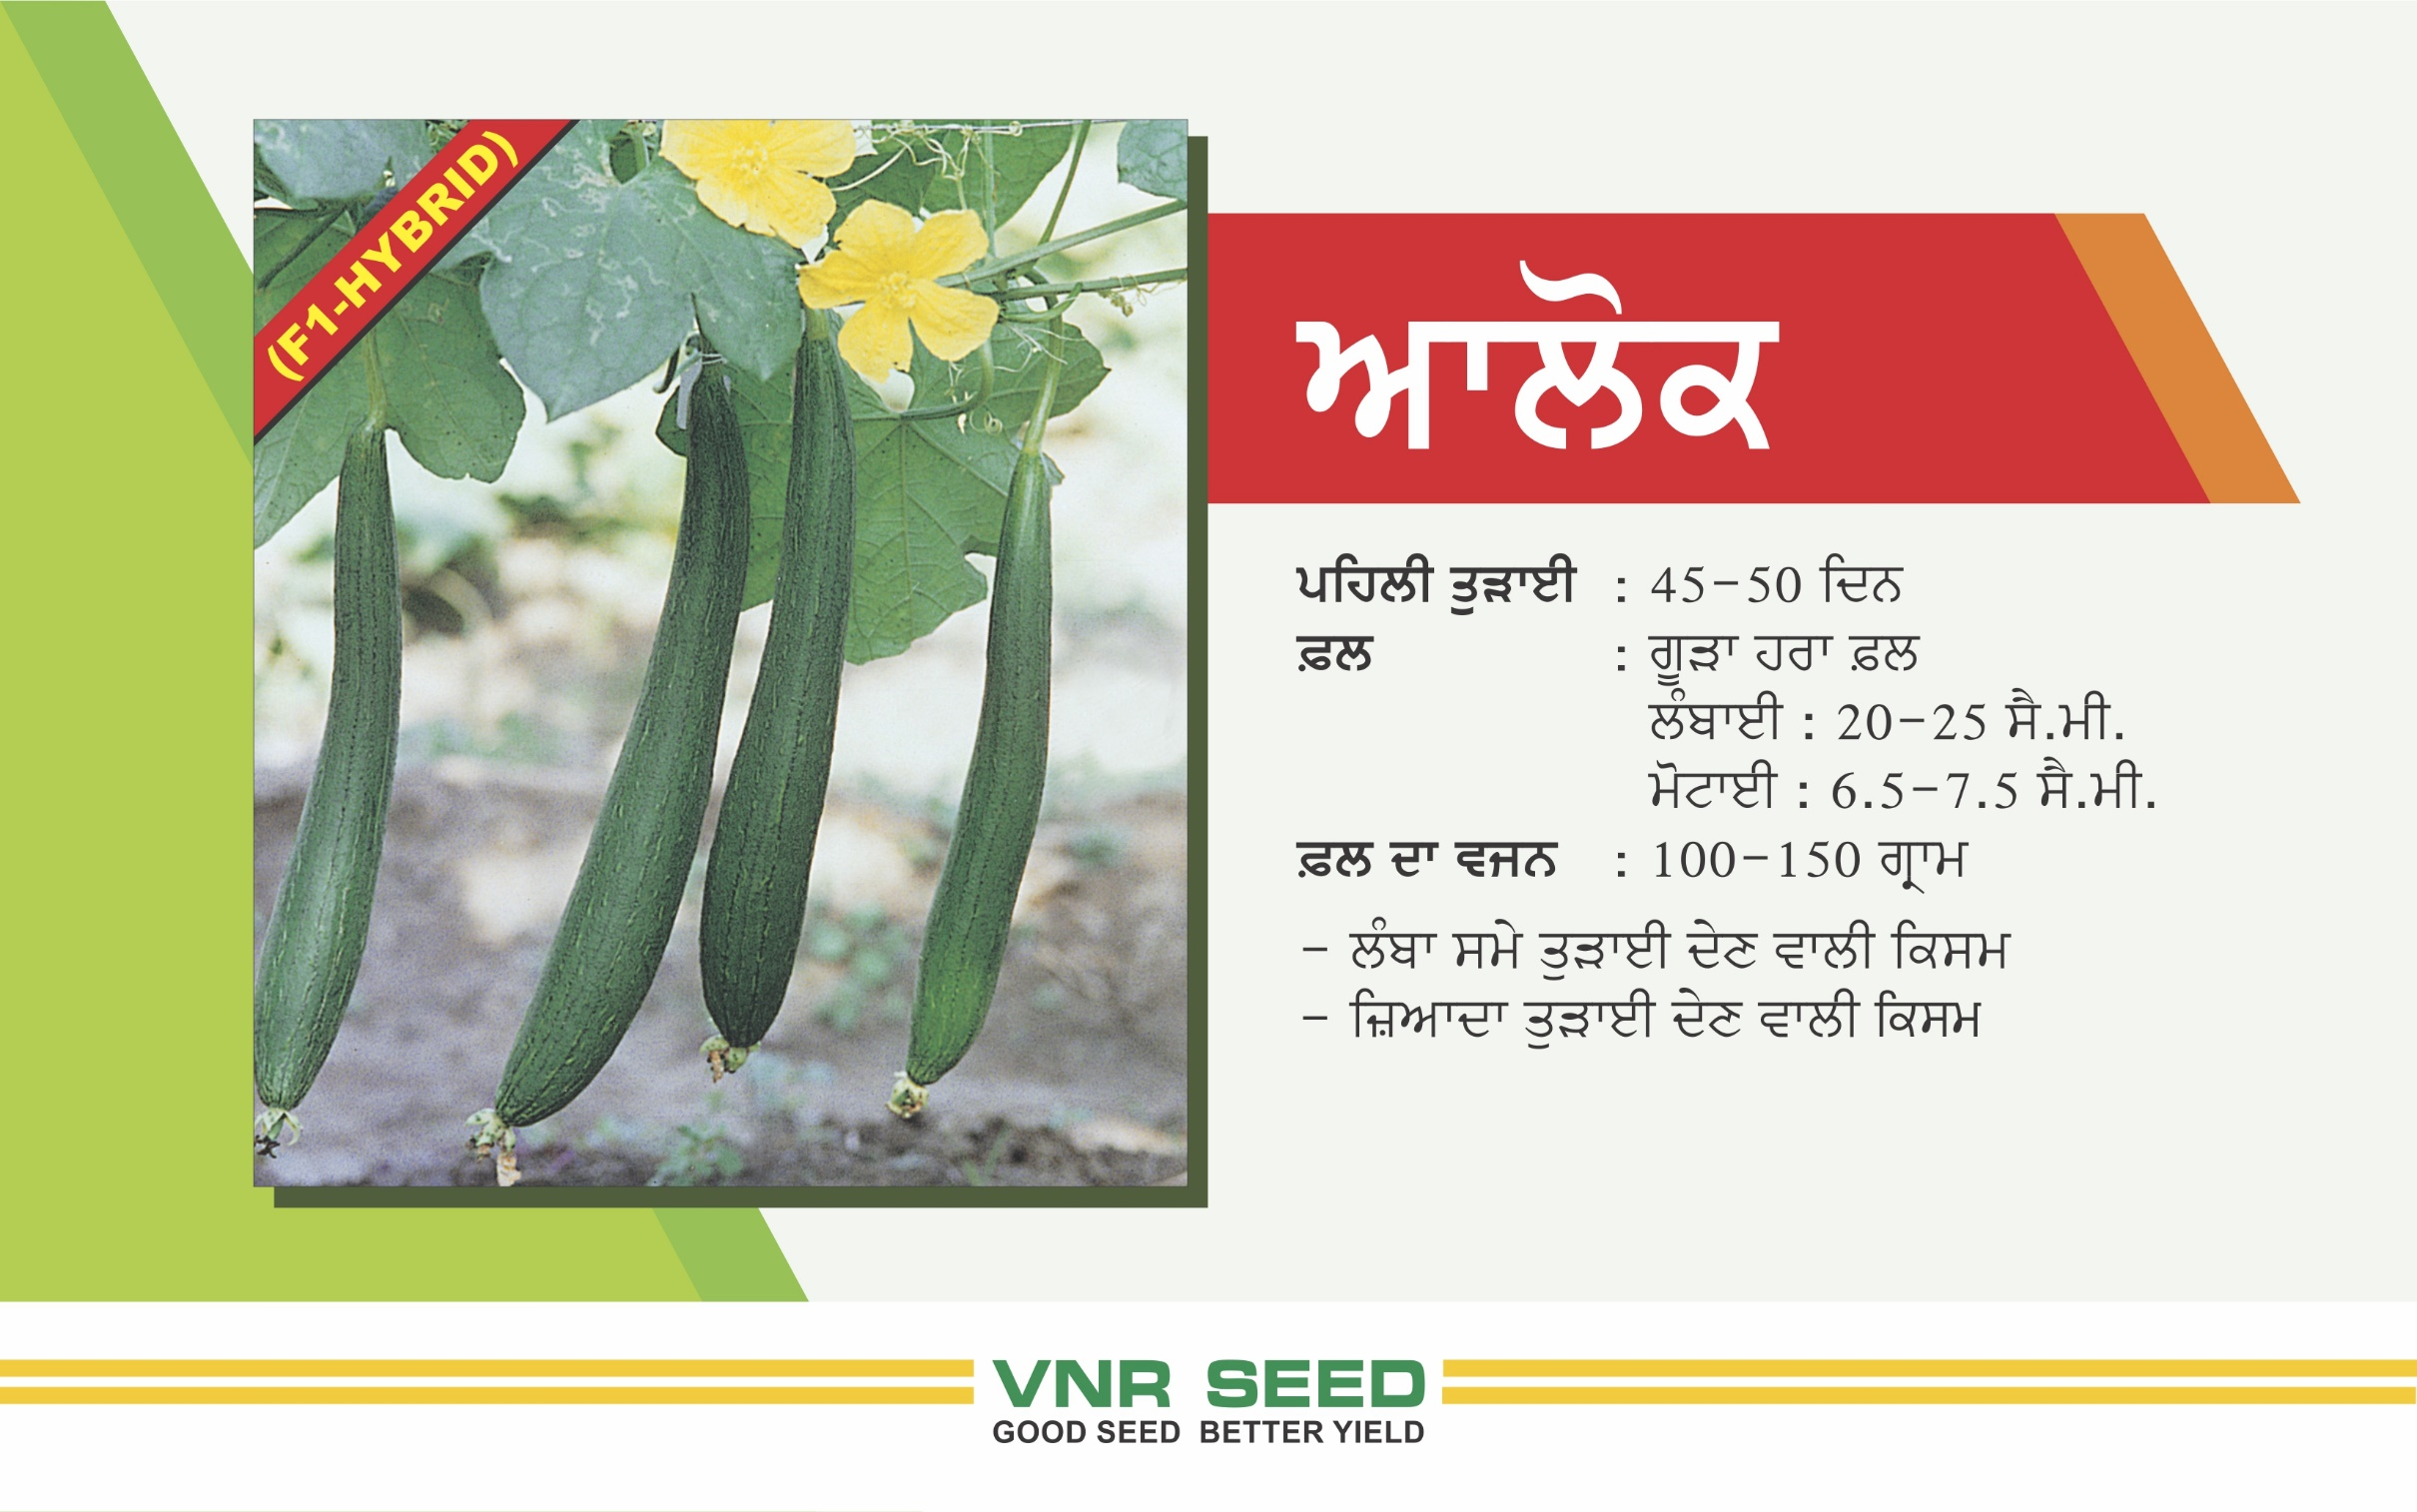 (F1-HYBRID)
ਆਲੋਕ
ਪਹਿਲੀ ਤੁੜਾਈ : 45-50 ਦਿਨ
ਫ਼ਲ : ਗੂੜਾ ਹਰਾ ਫ਼ਲ
ਲੰਬਾਈ : 20-25 ਸੈ.ਮੀ.
ਮੋਟਾਈ : 6.5-7.5 ਸੈ.ਮੀ.
ਫ਼ਲ ਦਾ ਵਜਨ : 100-150 ਗ੍ਰਾਮ
- ਲੰਬਾ ਸਮੇ ਤੁੜਾਈ ਦੇਣ ਵਾਲੀ ਕਿਸਮ
- ਜ਼ਿਆਦਾ ਤੁੜਾਈ ਦੇਣ ਵਾਲੀ ਕਿਸਮ
VNR SEED
GOOD SEED BETTER YIELD